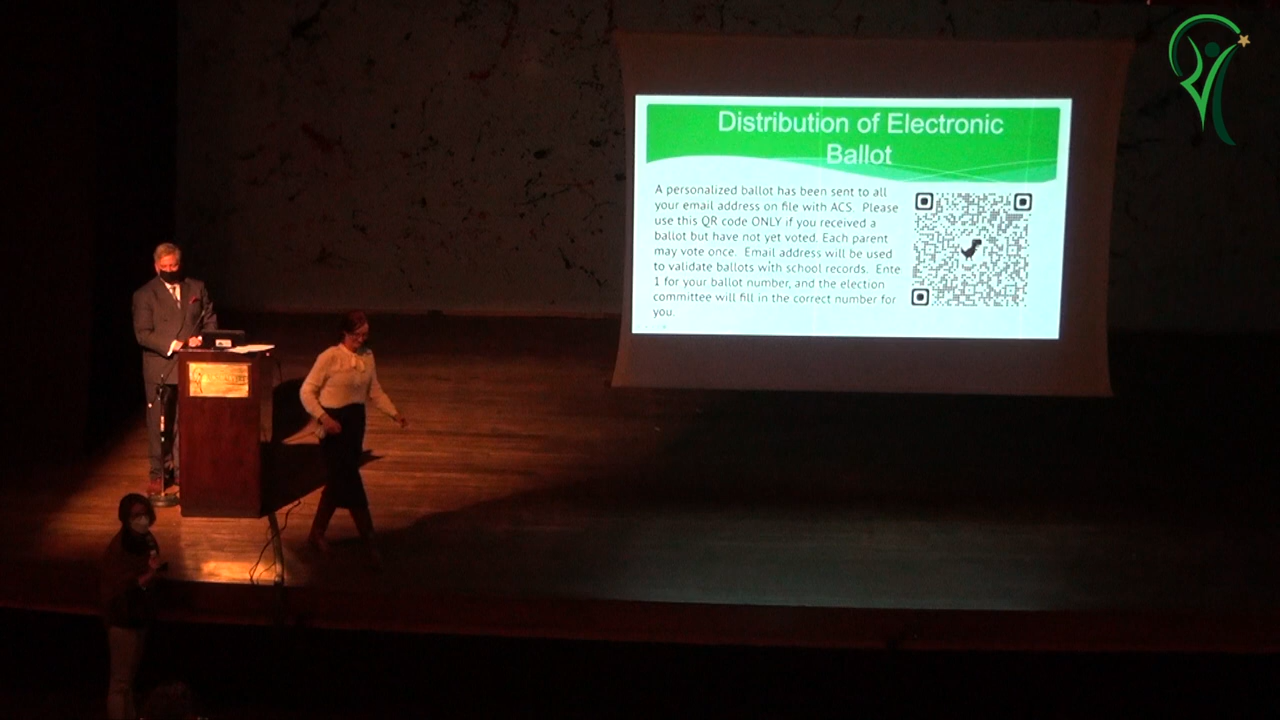 Distribution of Electronic
Ballot
A personalized ballot has been sent to all
your email address on file with ACS. Please
use this QR code ONLY if you received a
ballot but have not yet voted. Each parent
may vote once. Email address will be used
to validate ballots with school records. Ente
1 for your ballot number, and the election
committee will fill in the correct number for
you.